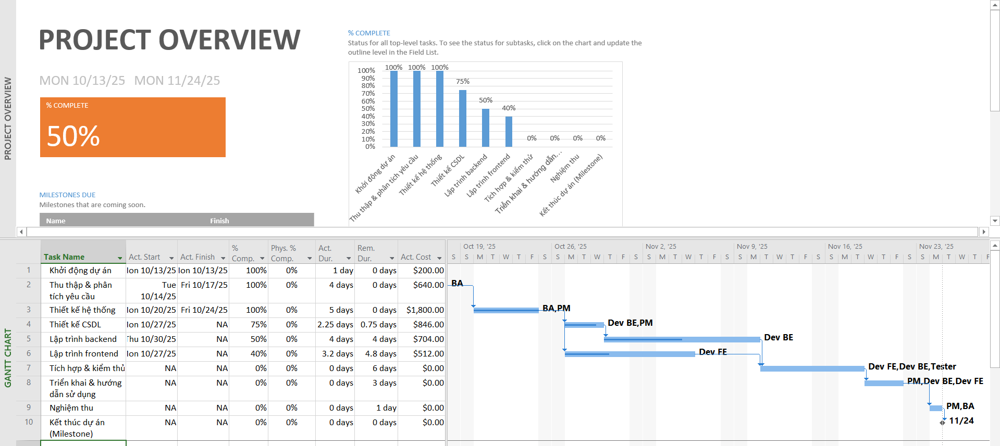 PROJECT OVERVIEW
PROJECT OVERVIEW
MON 10/13/25 MON 11/24/25
% COMPLETE
50%
MILESTONES DUE
Milestones that are coming soon.
Name Finish
% COMPLETE
Status for all top-level tasks. To see the status for subtasks, click on the chart and update the
outline level in the Field List.
100%
90%
80%
70%
60%
50%
40%
30%
20%
10%
0%
100% 100% 100% 75% 50% 40% 0% 0% 0% 0%
Khởi động dự án
Thu thập & phân tích yêu cầu
Thiết kế hệ thống
Thiết kế CSDL
Lập trình backend
Lập trình frontend
Tích hợp & kiểm thử
Triển khai & hướng dẫn...
Nghiệm thu
Kết thúc dự án (Milestone)
GANTT CHART
Task Name Act. Start Act. Finish % Comp. Phys. % Comp. Act. Dur. Rem. Dur. Act. Cost
1 Khởi động dự án Ion 10/13/25 Ion 10/13/25 100% 0% 1 day 0 days $200.00
2 Thu thập & phân tích yêu cầu Tue 10/14/25 Fri 10/17/25 100% 0% 4 days 0 days $640.00
3 Thiết kế hệ thống Ion 10/20/25 Fri 10/24/25 100% 0% 5 days 0 days $1,800.00
4 Thiết kế CSDL Ion 10/27/25 NA 75% 0% 2.25 days 0.75 days $846.00
5 Lập trình backend Thu 10/30/25 NA 50% 0% 4 days 4 days $704.00
6 Lập trình frontend Ion 10/27/25 NA 40% 0% 3.2 days 4.8 days $512.00
7 Tích hợp & kiểm thử NA NA 0% 0% 0 days 6 days $0.00
8 Triển khai & hướng dẫn sử dụng NA NA 0% 0% 0 days 3 days $0.00
9 Nghiệm thu NA NA 0% 0% 0 days 1 day $0.00
10 Kết thúc dự án (Milestone) NA NA 0% 0% 0 days 0 days $0.00
Oct 19, '25 Oct 26, '25 Nov 2, '25 Nov 9, '25 Nov 16, '25 Nov 23, '25
S S M T W T F S S M T W T F S S M T W T F S S M T W T F S S M T W T F S S M T W T F
BA
BA,PM
Dev BE,PM
Dev BE
Dev FE
Dev FE,Dev BE,Tester
PM,Dev BE,Dev FE
PM,BA
11/24